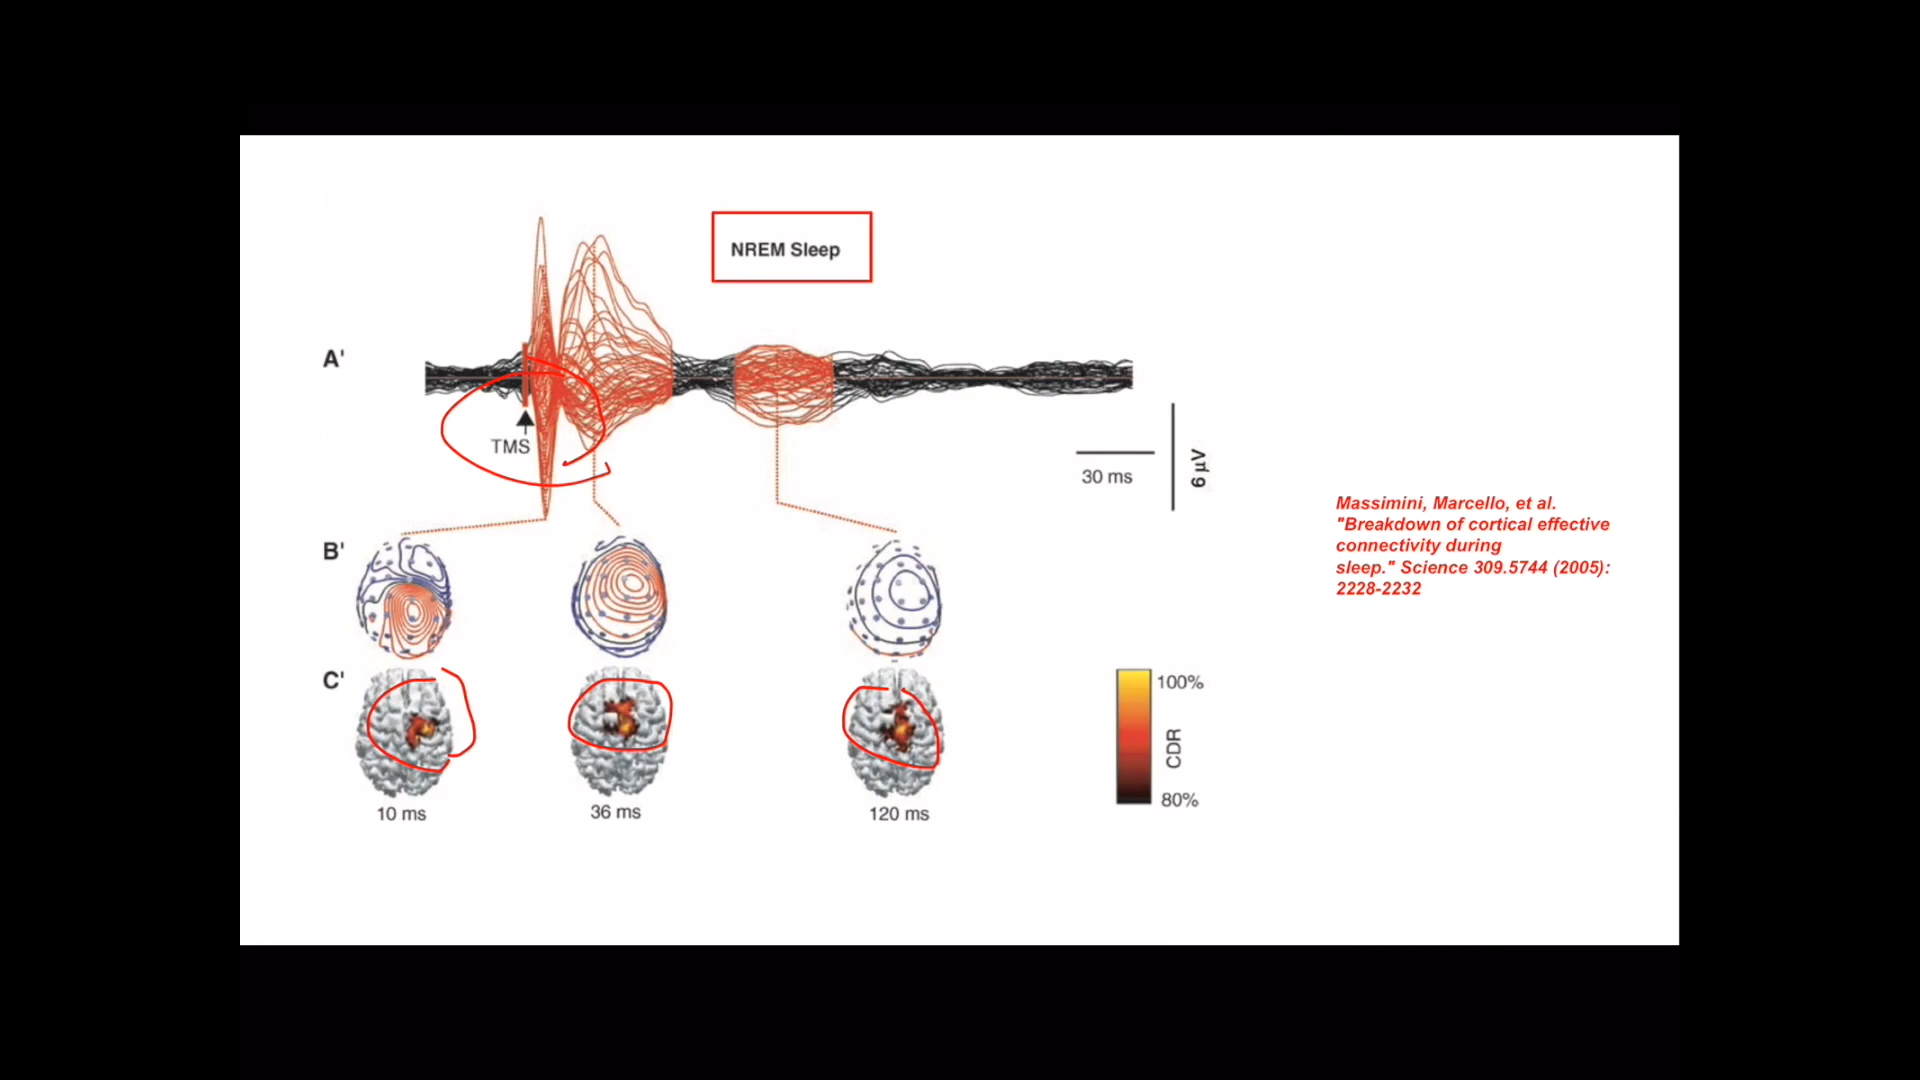 NREM Sleep
A'
TMS
30 ms
6 µV
Massimini, Marcello, et al.
"Breakdown of cortical effective
connectivity during
sleep." Science 309.5744 (2005):
2228-2232
B'
C'
100%
CDR
80%
10 ms
36 ms
120 ms